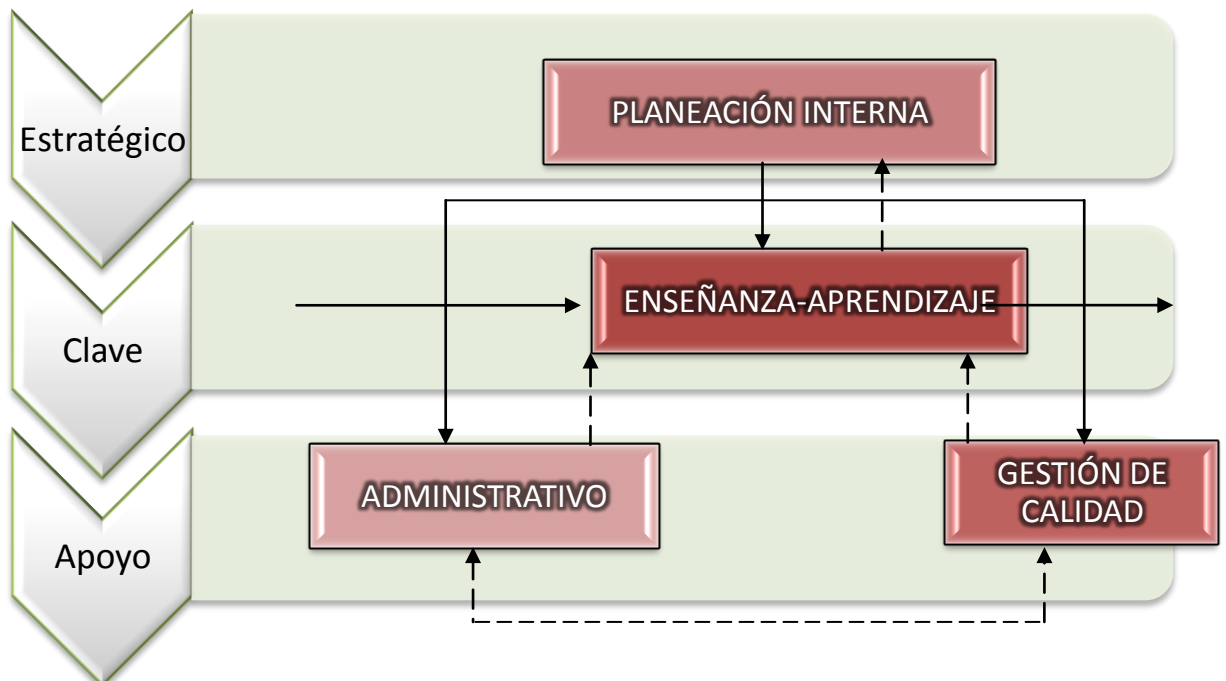 Estratégico
PLANEACIÓN INTERNA
Clave
ENSEÑANZA-APRENDIZAJE
Apoyo
ADMINISTRATIVO
GESTIÓN DE
CALIDAD